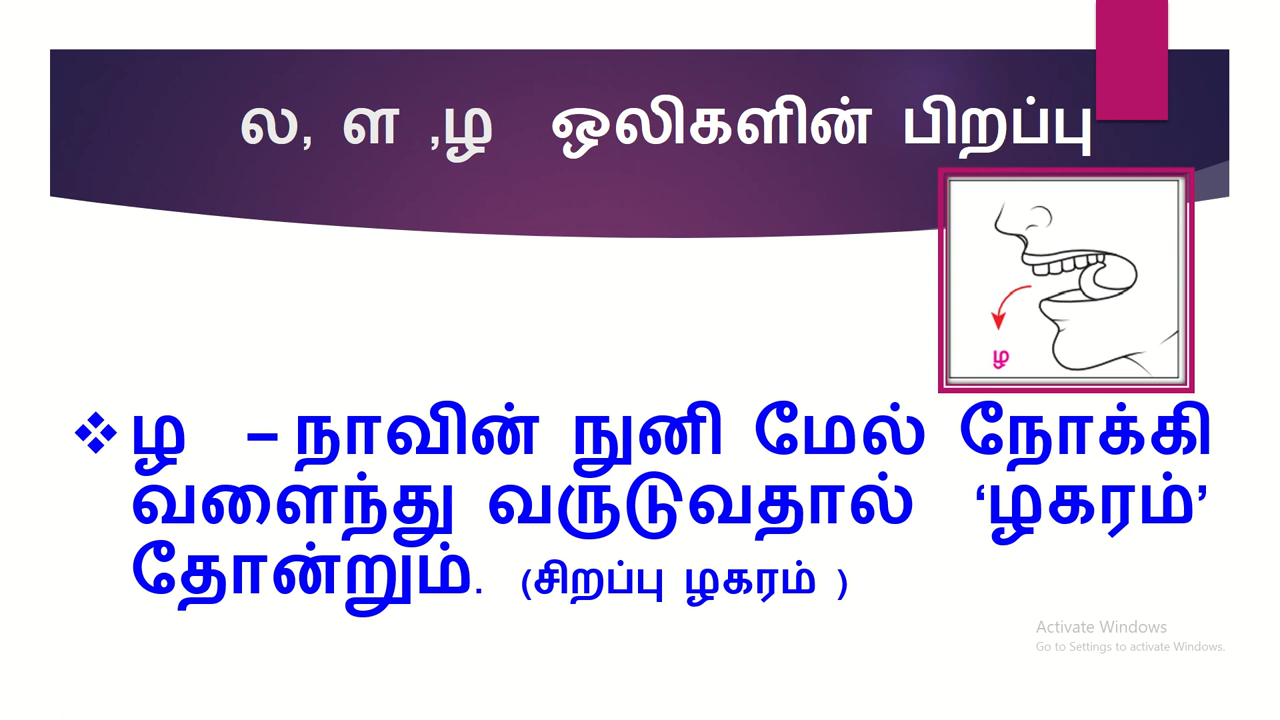 ல, ள ,ழ ஒலிகளின் பிறப்பு
ழ
❖ ழ – நாவின் நுனி மேல் நோக்கி
வளைந்து வருடுவதால் ‘ழகரம்’
தோன்றும். (சிறப்பு ழகரம் )
Activate Windows
Go to Settings to activate Windows.